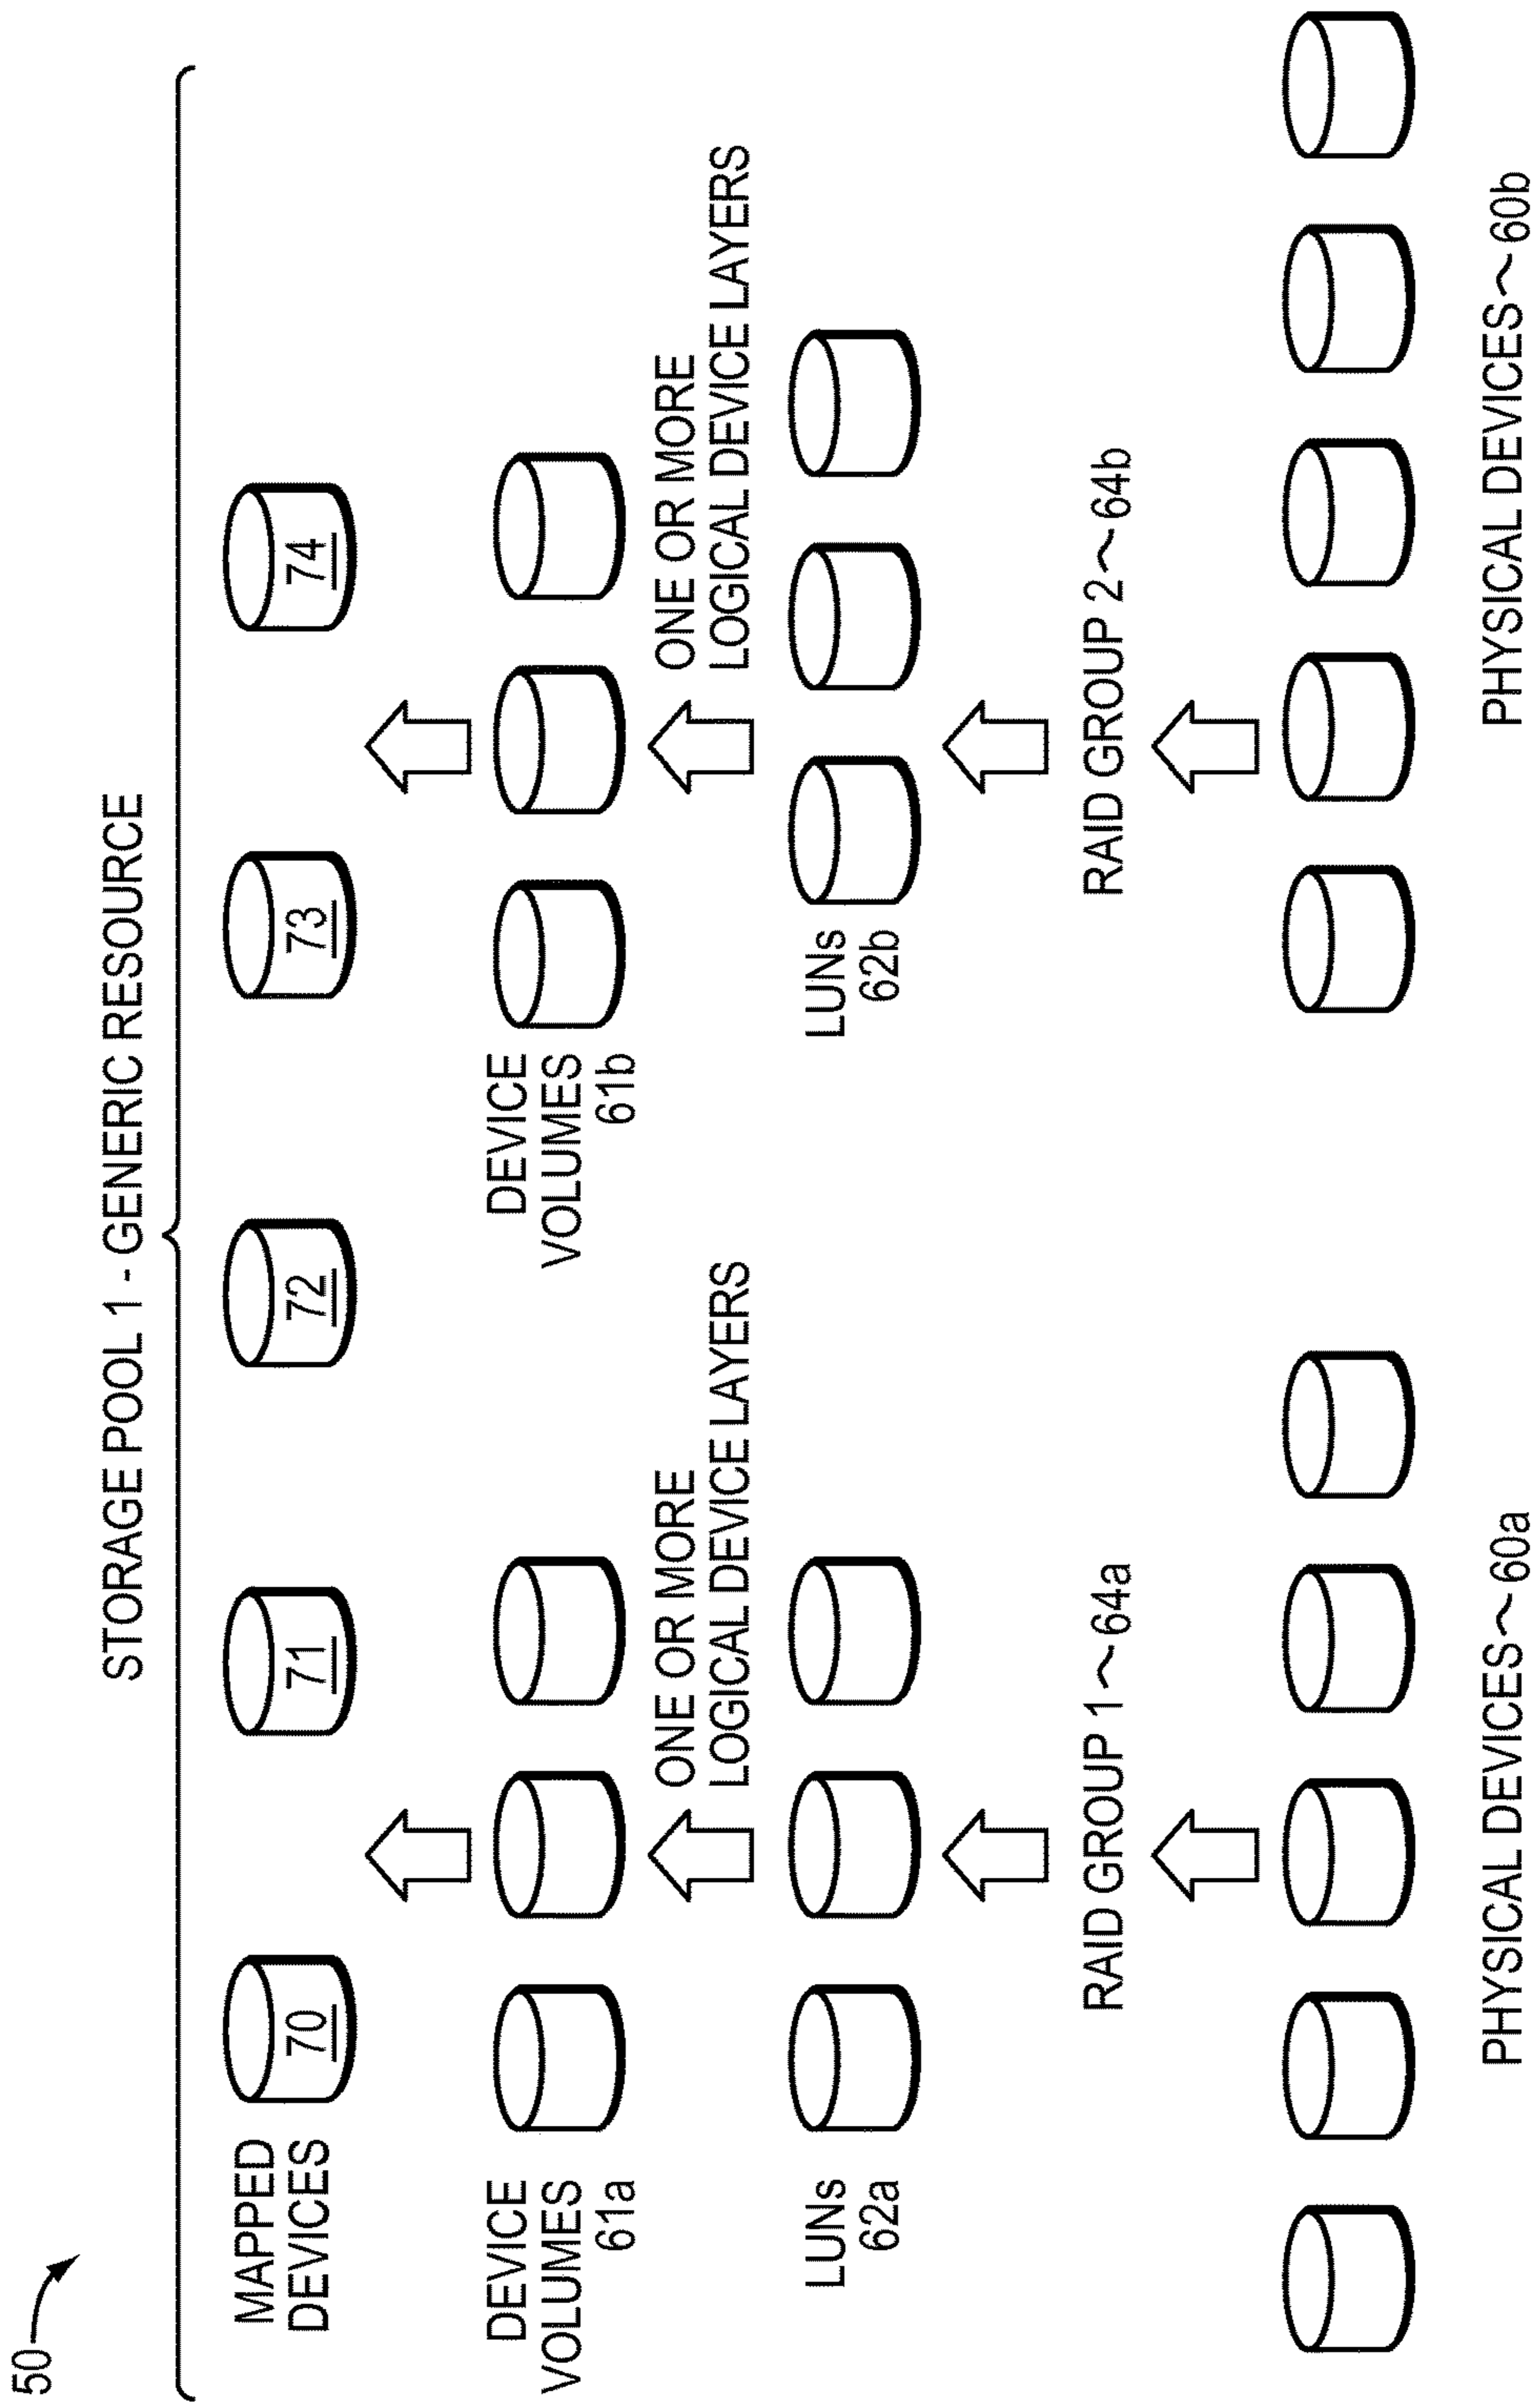 50
STORAGE POOL 1 - GENERIC RESOURCE
MAPPED
DEVICES
70
71
72
73
74
DEVICE
VOLUMES
61a
DEVICE
VOLUMES
61b
ONE OR MORE
LOGICAL DEVICE LAYERS
ONE OR MORE
LOGICAL DEVICE LAYERS
LUNs
62a
LUNs
62b
RAID GROUP 1~64a
RAID GROUP 2~64b
PHYSICAL DEVICES~60a
PHYSICAL DEVICES~60b